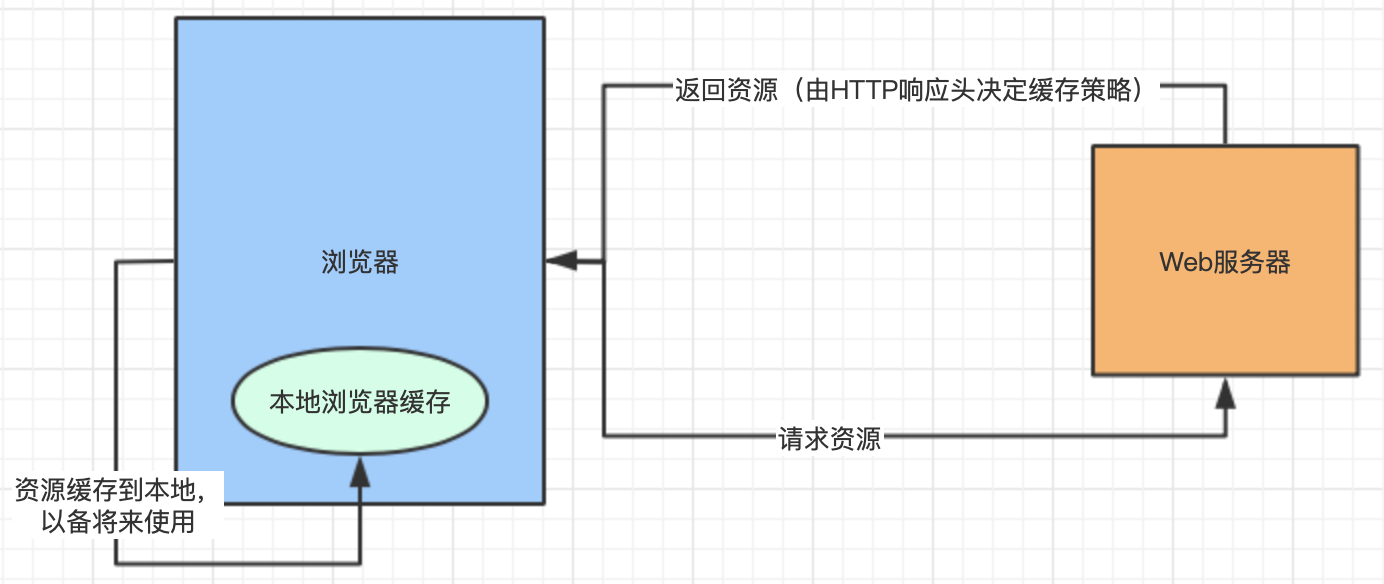 返回资源（由HTTP响应头决定缓存策略）
浏览器
Web服务器
本地浏览器缓存
请求资源
资源缓存到本地，
以备将来使用